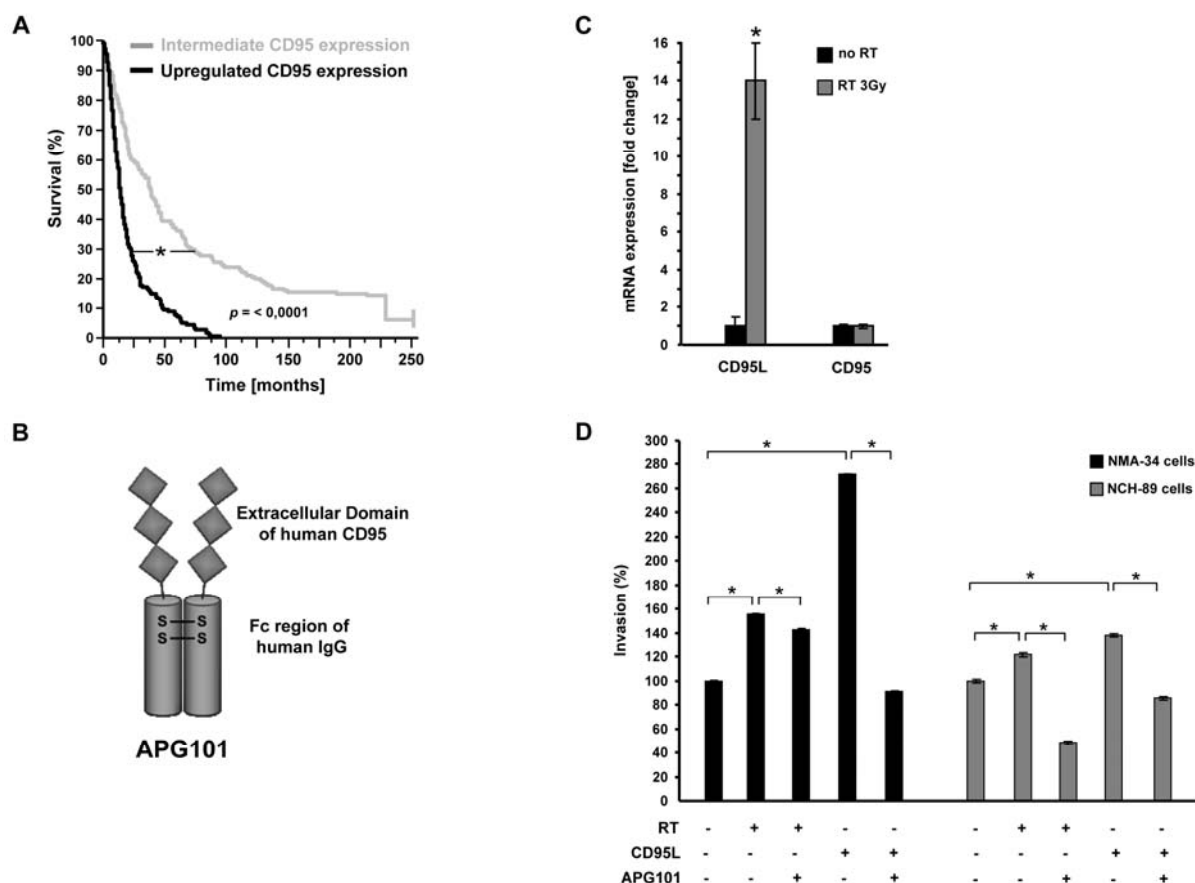 A
Intermediate CD95 expression
Upregulated CD95 expression
100
90
80
70
60
50
40
30
20
10
0
Survival (%)
*
p = < 0,0001
0 50 100 150 200 250
Time [months]
B
Extracellular Domain
of human CD95
S S
S S
Fc region of
human IgG
APG101
C
no RT
RT 3Gy
*
16
14
12
10
8
6
4
2
0
mRNA expression [fold change]
CD95L CD95
D
NMA-34 cells
NCH-89 cells
300
280
260
240
220
200
180
160
140
120
100
80
60
40
20
0
Invasion (%)
* * * *
* * * *
RT - + + - - - + + - -
CD95L - - - + + - - - + +
APG101 - - + - + - - + - +